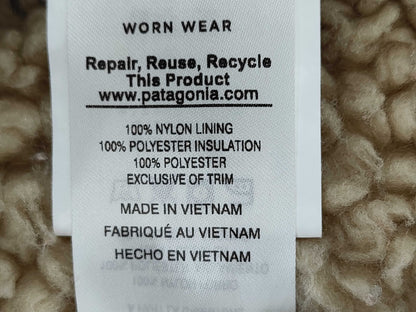 WORN WEAR
Repair, Reuse, Recycle
This Product
www.patagonia.com
100% NYLON LINING
100% POLYESTER INSULATION
100% POLYESTER
EXCLUSIVE OF TRIM
MADE IN VIETNAM
FABRIQUÉ AU VIETNAM
HECHO EN VIETNAM